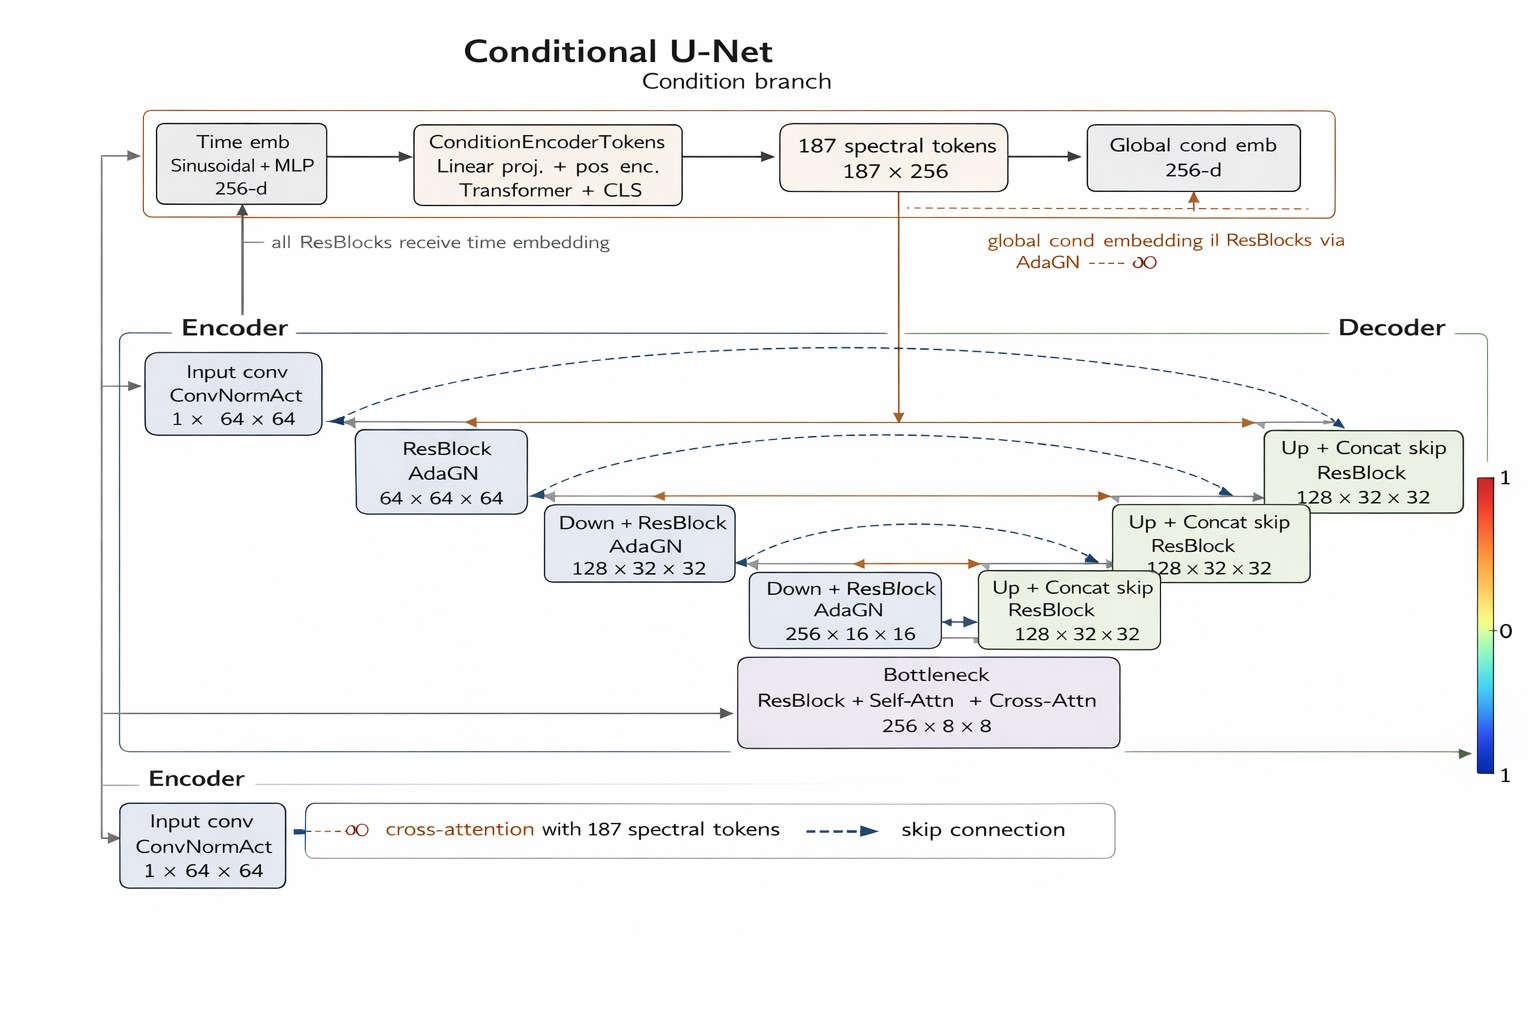 Conditional U-Net
Condition branch
Time emb
Sinusoidal + MLP
256-d
ConditionEncoderTokens
Linear proj. + pos enc.
Transformer + CLS
187 spectral tokens
187 × 256
Global cond emb
256-d
all ResBlocks receive time embedding
global cond embedding il ResBlocks via
AdaGN ---- ꝏ
Encoder
Decoder
Input conv
ConvNormAct
1 × 64 × 64
ResBlock
AdaGN
64 × 64 × 64
Up + Concat skip
ResBlock
128 × 32 × 32
Down + ResBlock
AdaGN
128 × 32 × 32
Up + Concat skip
ResBlock
128 × 32 × 32
Down + ResBlock
AdaGN
256 × 16 × 16
Up + Concat skip
ResBlock
128 × 32 × 32
Bottleneck
ResBlock + Self-Attn + Cross-Attn
256 × 8 × 8
1
0
1
Encoder
Input conv
ConvNormAct
1 × 64 × 64
ꝏ cross-attention with 187 spectral tokens
skip connection